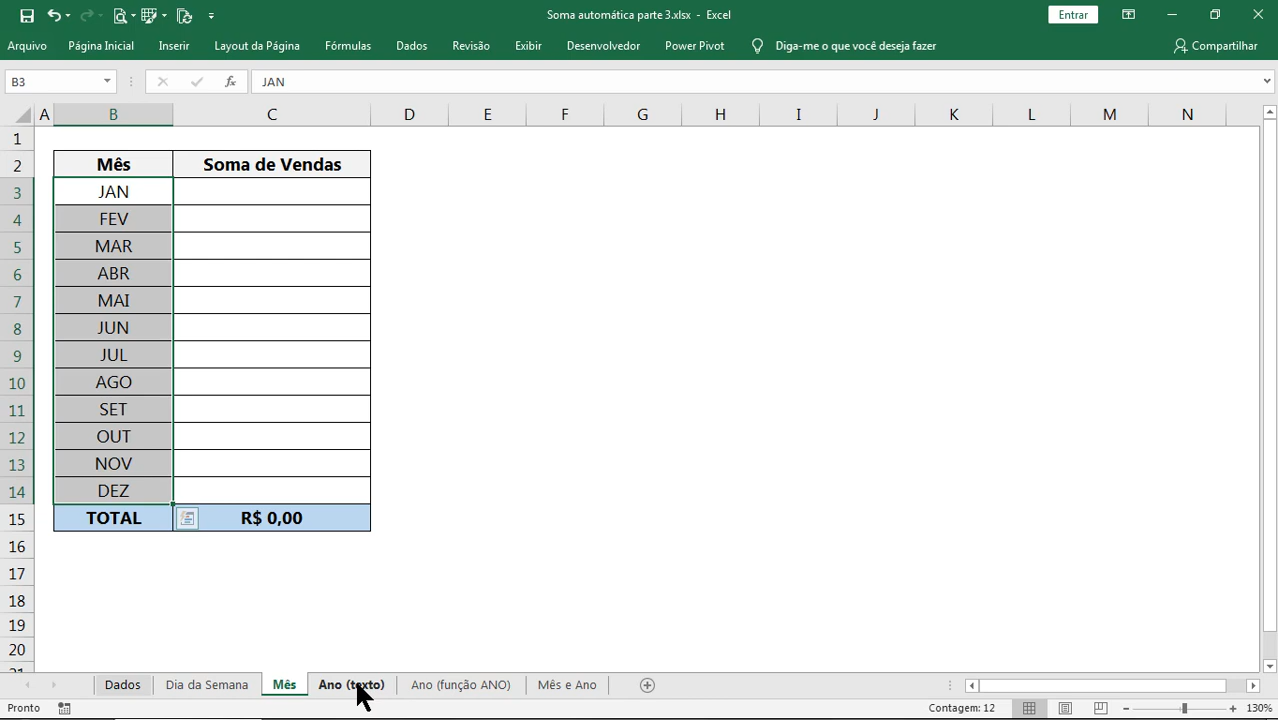 Soma automática parte 3.xlsx - Excel
Entrar
Arquivo Página Inicial Inserir Layout da Página Fórmulas Dados Revisão Exibir Desenvolvedor Power Pivot Diga-me o que você deseja fazer Compartilhar
B3 fx JAN
A B C D E F G H I J K L M N
1
2 Mês Soma de Vendas
3 JAN
4 FEV
5 MAR
6 ABR
7 MAI
8 JUN
9 JUL
10 AGO
11 SET
12 OUT
13 NOV
14 DEZ
15 TOTAL R$ 0,00
16
17
18
19
20
21
Dados Dia da Semana Mês Ano (texto) Ano (função ANO) Mês e Ano
Pronto Contagem: 12 130%